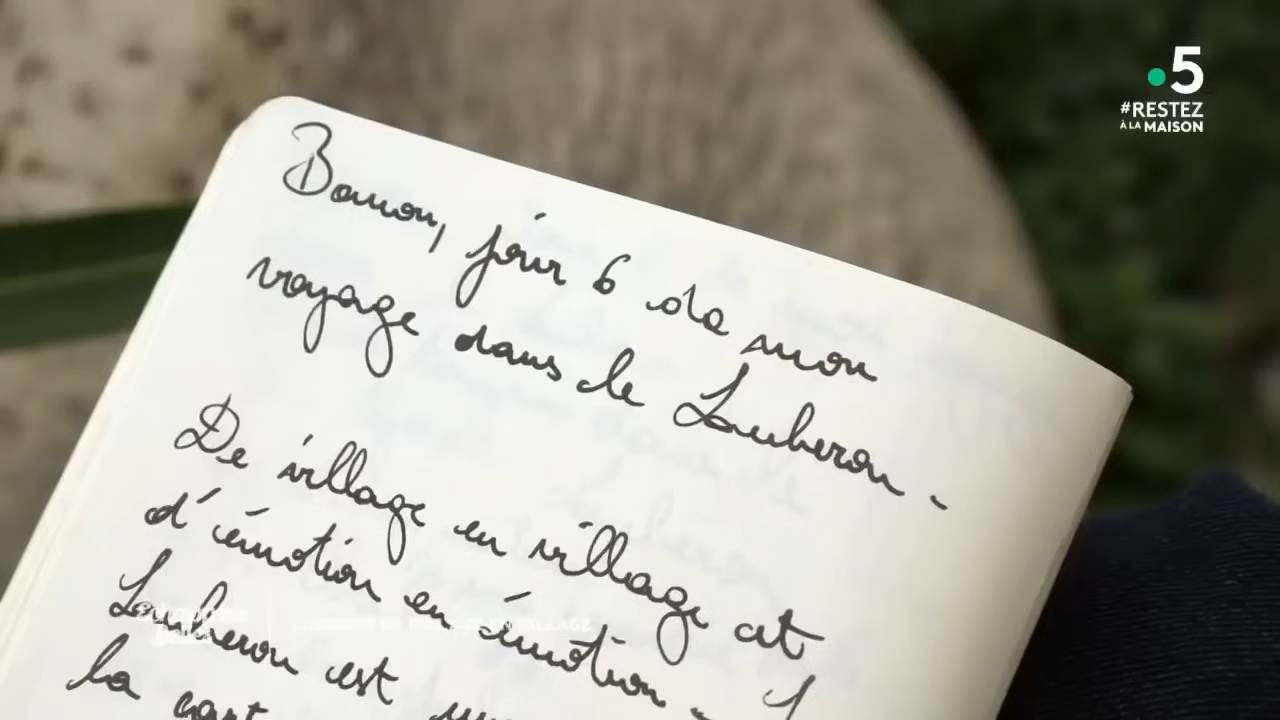 5
#RESTEZ
À LA MAISON
Banon, jour 6 de mon
voyage dans le Luberon -
De village en village et
d'émotion en émotion - L
Luberon est
la